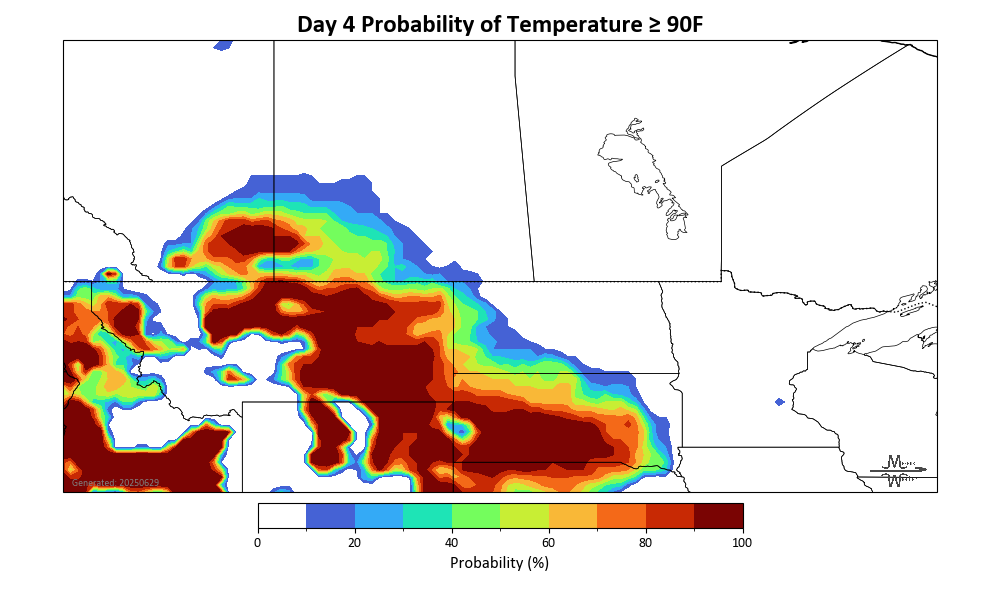 Day 4 Probability of Temperature ≥ 90F
Generated: 20250629
0 20 40 60 80 100
Probability (%)